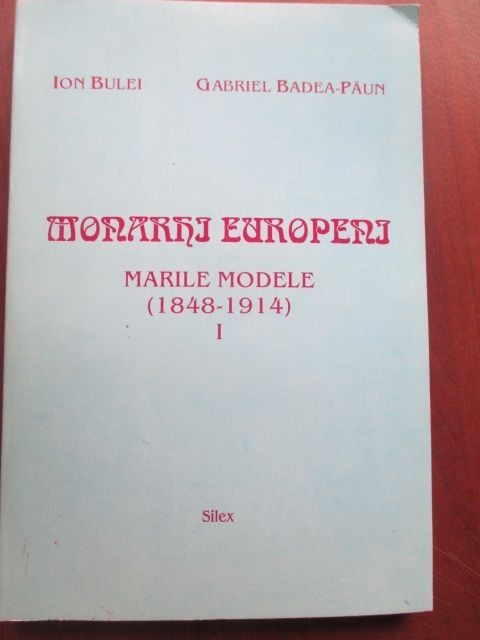 ION BULEI GABRIEL BADEA-PĂUN
MONARHI EUROPENI
MARILE MODELE
(1848-1914)
I
Silex